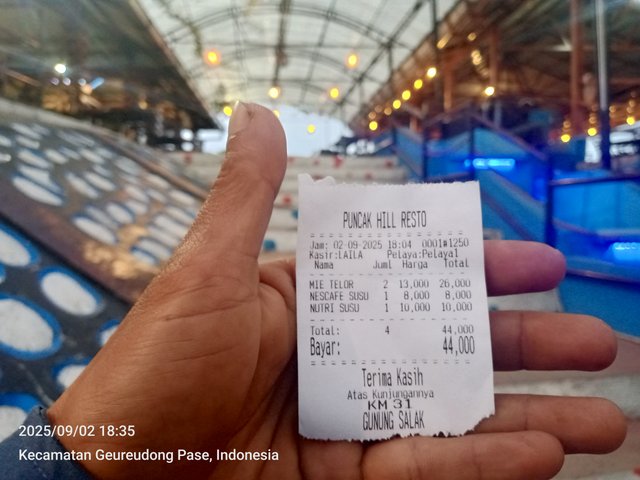 PUNCAK HILL RESTO
Jam: 02-09-2025 18:04 0001#1250
Kasir:LAILA Pelaya:Pelaya1
Nama Juml Harga Total
MIE TELOR 2 13,000 26,000
NESCAFE SUSU 1 8,000 8,000
NUTRI SUSU 1 10,000 10,000
Total: 4 44,000
Bayar: 44,000
Terima Kasih
Atas Kunjungannya
KM 31
GUNUNG SALAK
2025/09/02 18:35
Kecamatan Geureudong Pase, Indonesia